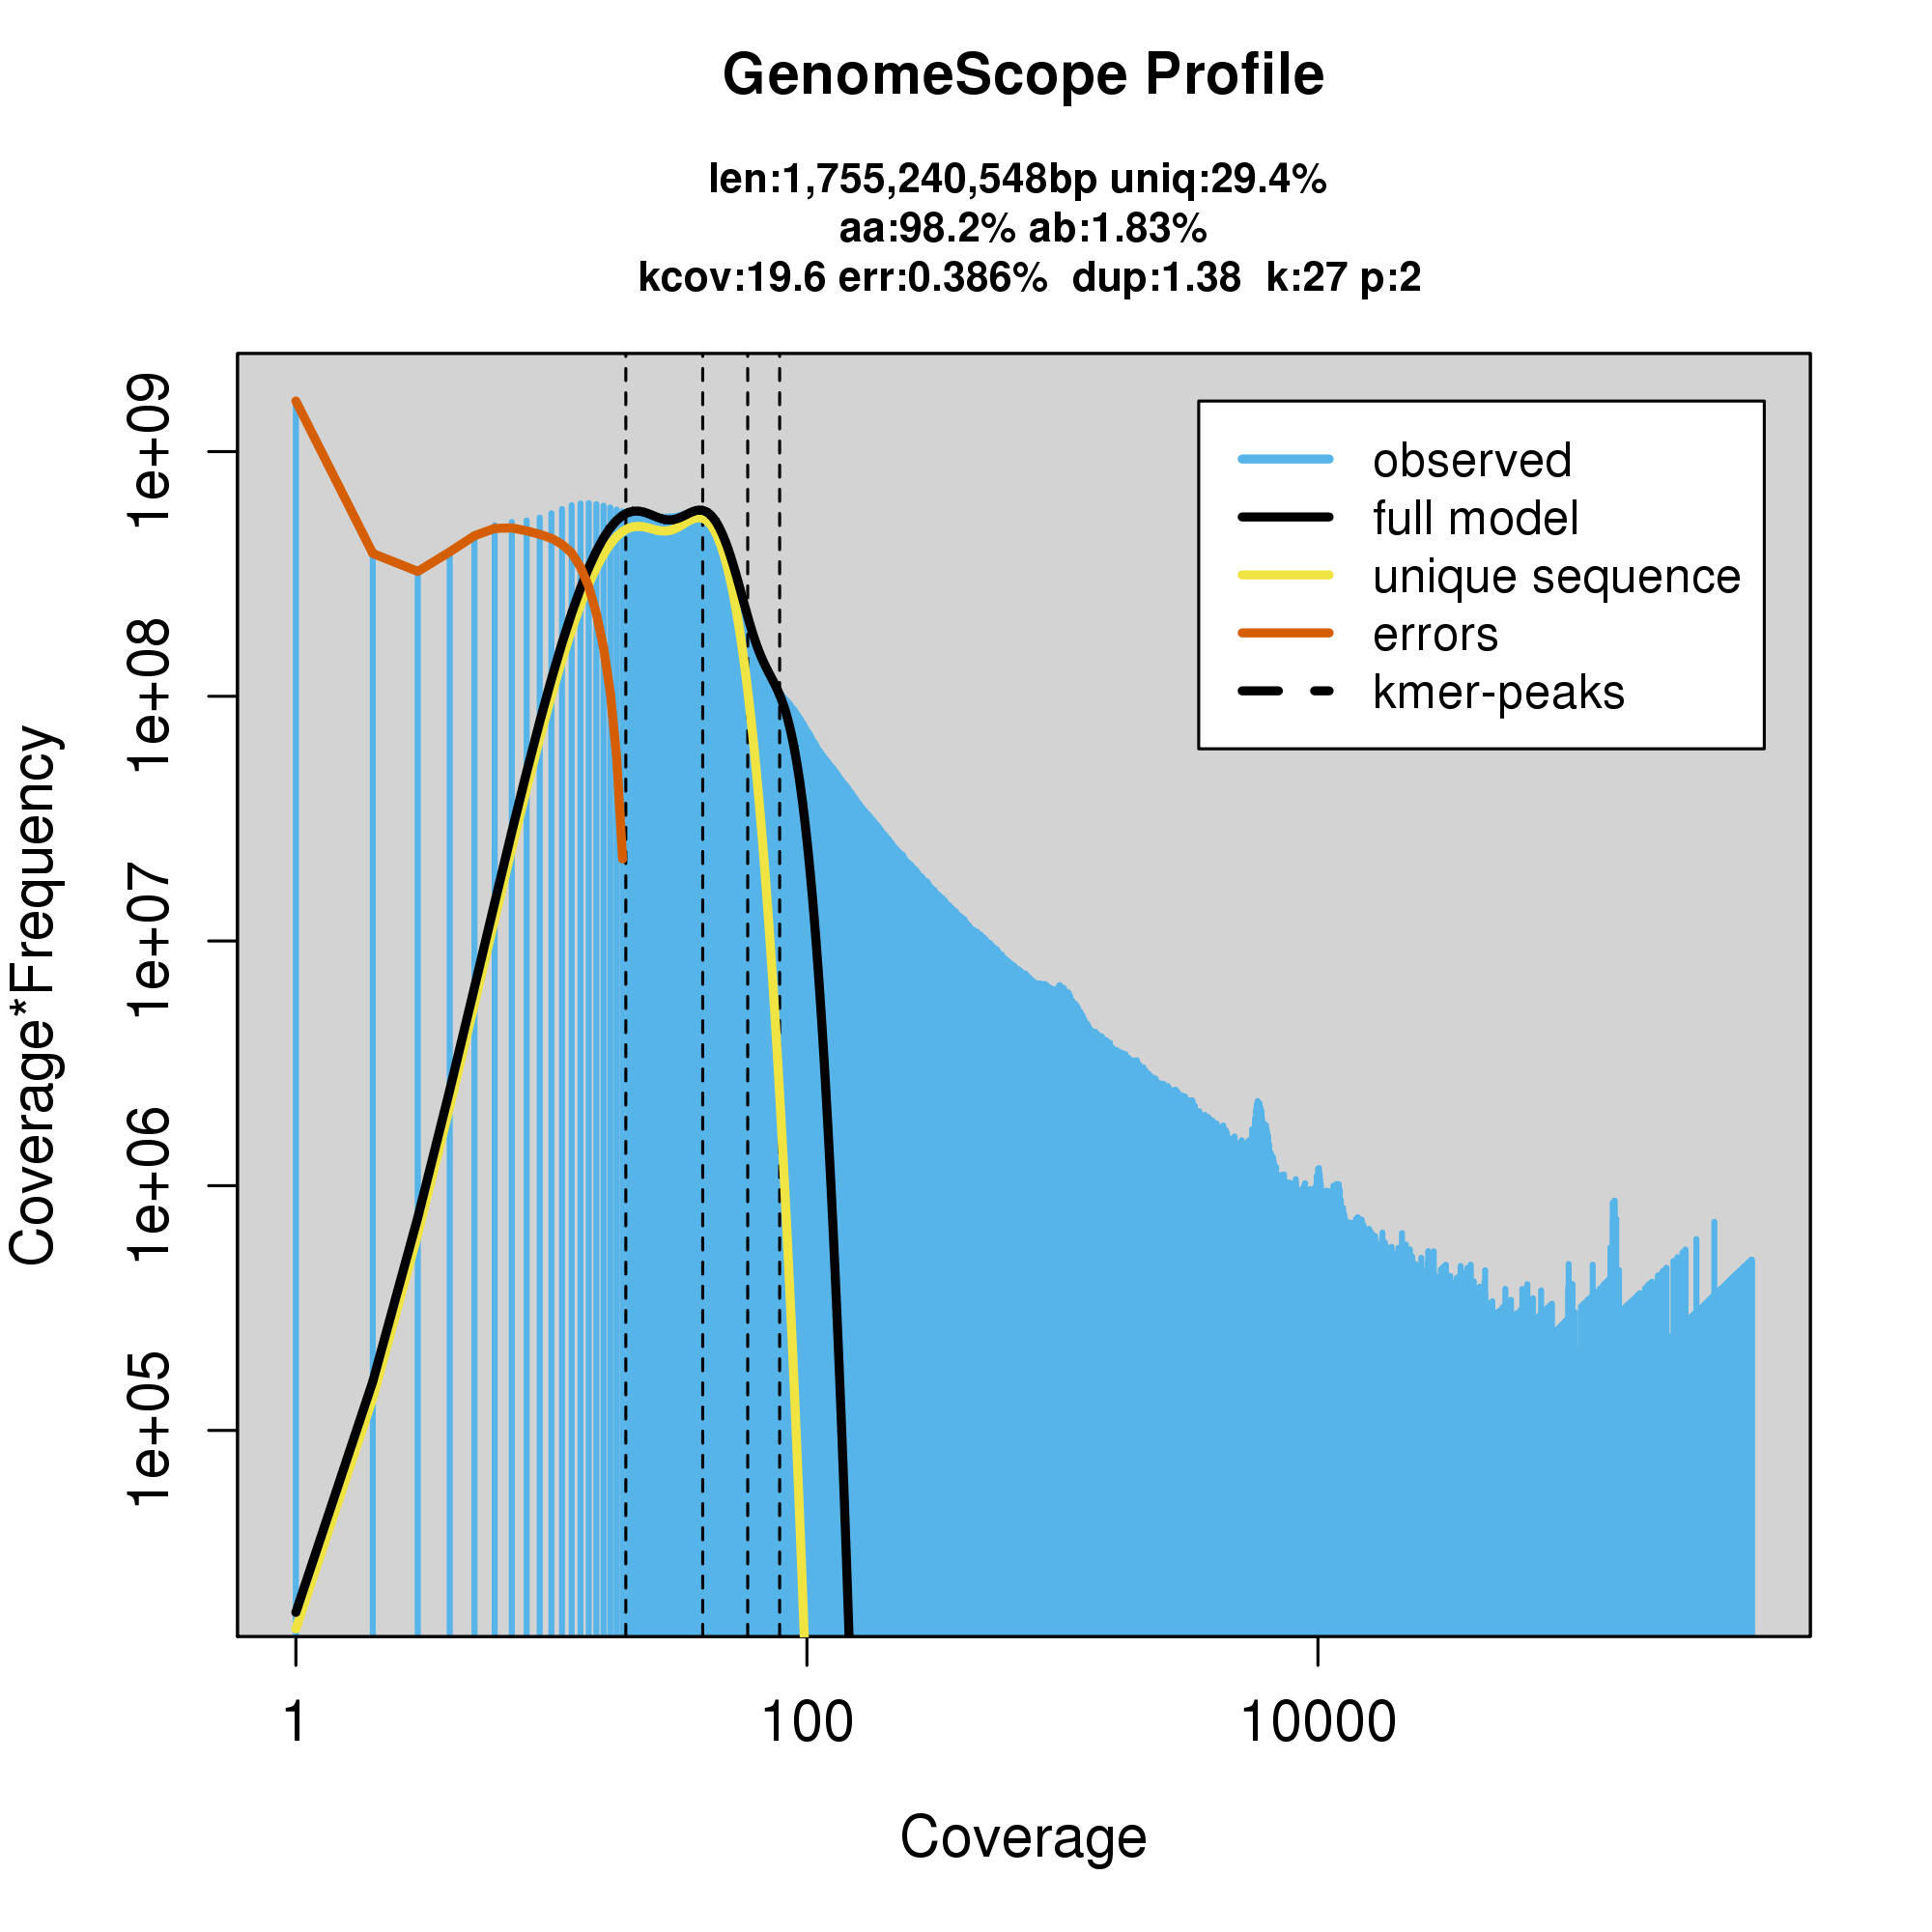 GenomeScope Profile
len:1,755,240,548bp uniq:29.4%
aa:98.2% ab:1.83%
kcov:19.6 err:0.386% dup:1.38 k:27 p:2
observed
full model
unique sequence
errors
kmer-peaks
Coverage*Frequency
1e+09
1e+08
1e+07
1e+06
1e+05
1
100
10000
Coverage